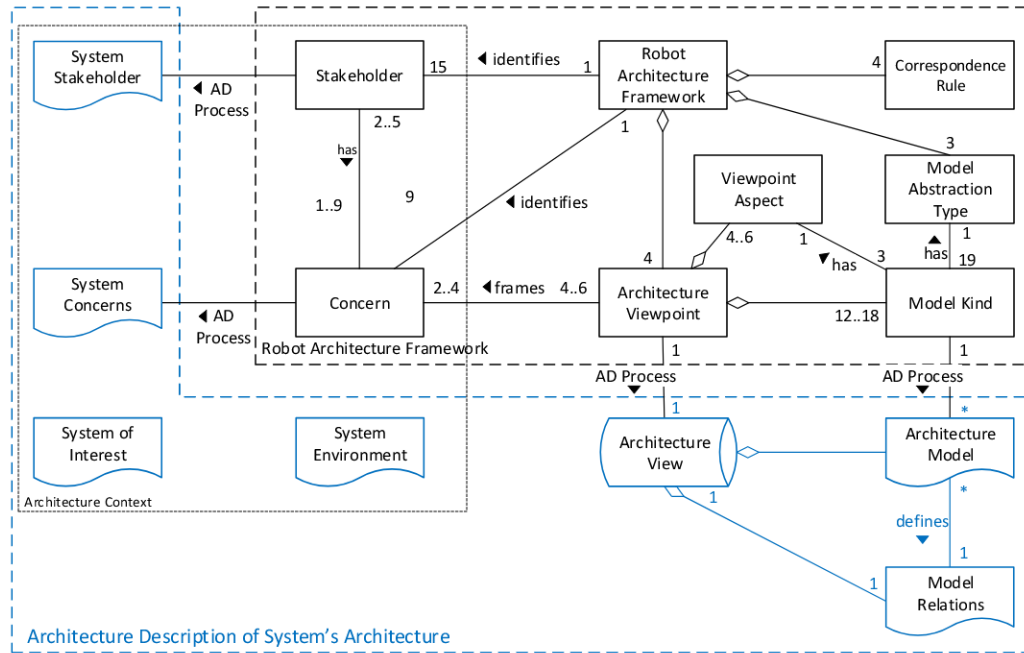 System
Stakeholder
◀ AD
Process
Stakeholder
15
◀ identifies
1
Robot
Architecture
Framework
4
Correspondence
Rule
2..5
has
▼
1..9
9
1
◀ identifies
Viewpoint
Aspect
3
Model
Abstraction
Type
4..6
1
▼ has
3
▲
has
1
19
4
System
Concerns
◀ AD
Process
Concern
2..4
◀ frames
4..6
Architecture
Viewpoint
12..18
Model Kind
Robot Architecture Framework
1
1
AD Process
▼
AD Process
▼
1
*
System of
Interest
System
Environment
Architecture
View
Architecture
Model
Architecture Context
1
*
defines
▼
1
1
Model
Relations
Architecture Description of System's Architecture